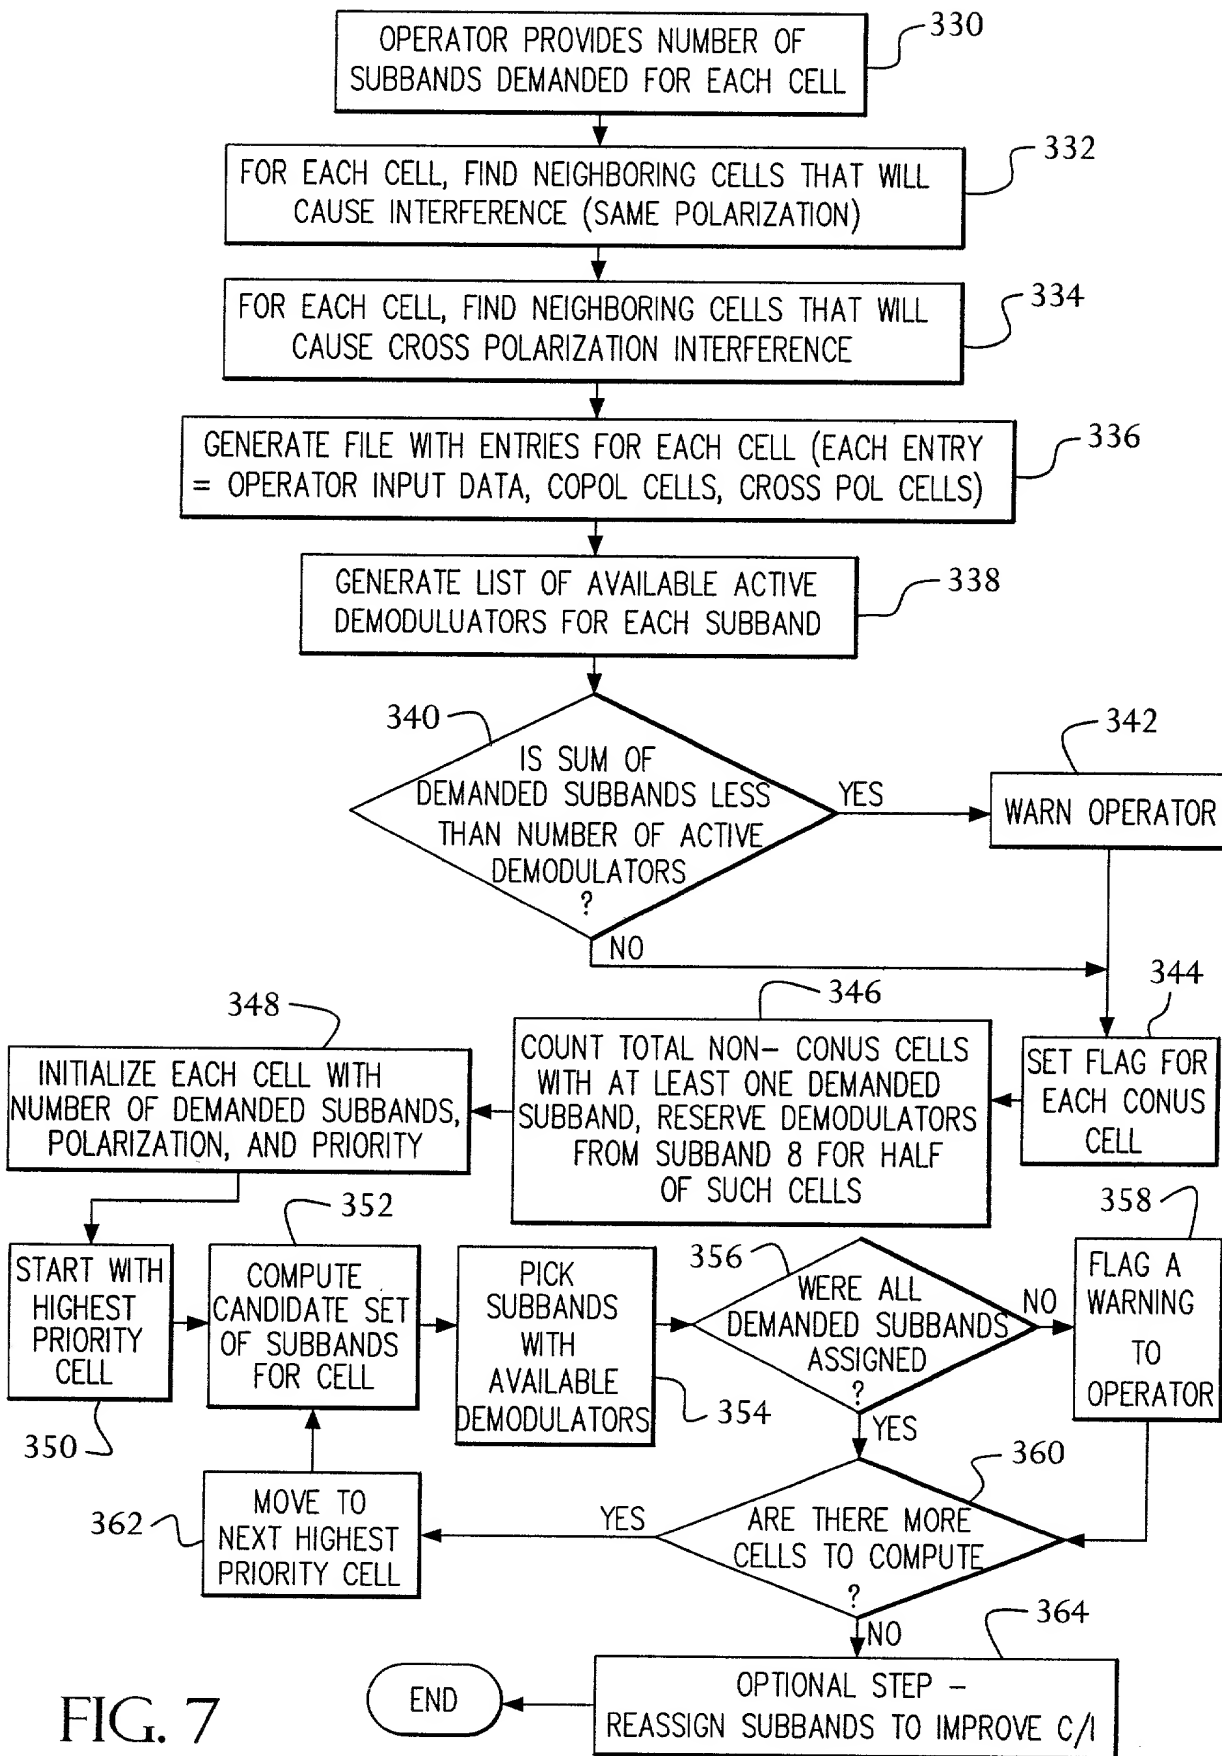 OPERATOR PROVIDES NUMBER OF
SUBBANDS DEMANDED FOR EACH CELL
330
FOR EACH CELL, FIND NEIGHBORING CELLS THAT WILL
CAUSE INTERFERENCE (SAME POLARIZATION)
332
FOR EACH CELL, FIND NEIGHBORING CELLS THAT WILL
CAUSE CROSS POLARIZATION INTERFERENCE
334
GENERATE FILE WITH ENTRIES FOR EACH CELL (EACH ENTRY
= OPERATOR INPUT DATA, COPOL CELLS, CROSS POL CELLS)
336
GENERATE LIST OF AVAILABLE ACTIVE
DEMODULUATORS FOR EACH SUBBAND
338
340
IS SUM OF
DEMANDED SUBBANDS LESS
THAN NUMBER OF ACTIVE
DEMODULATORS
?
YES
NO
342
WARN OPERATOR
344
SET FLAG FOR
EACH CONUS
CELL
346
COUNT TOTAL NON- CONUS CELLS
WITH AT LEAST ONE DEMANDED
SUBBAND, RESERVE DEMODULATORS
FROM SUBBAND 8 FOR HALF
OF SUCH CELLS
348
INITIALIZE EACH CELL WITH
NUMBER OF DEMANDED SUBBANDS,
POLARIZATION, AND PRIORITY
START WITH
HIGHEST
PRIORITY
CELL
350
352
COMPUTE
CANDIDATE SET
OF SUBBANDS
FOR CELL
PICK
SUBBANDS
WITH
AVAILABLE
DEMODULATORS
354
356
WERE ALL
DEMANDED SUBBANDS
ASSIGNED
?
NO
YES
358
FLAG A
WARNING
TO
OPERATOR
360
ARE THERE MORE
CELLS TO COMPUTE
?
YES
NO
362
MOVE TO
NEXT HIGHEST
PRIORITY CELL
364
OPTIONAL STEP -
REASSIGN SUBBANDS TO IMPROVE C/I
END
FIG. 7